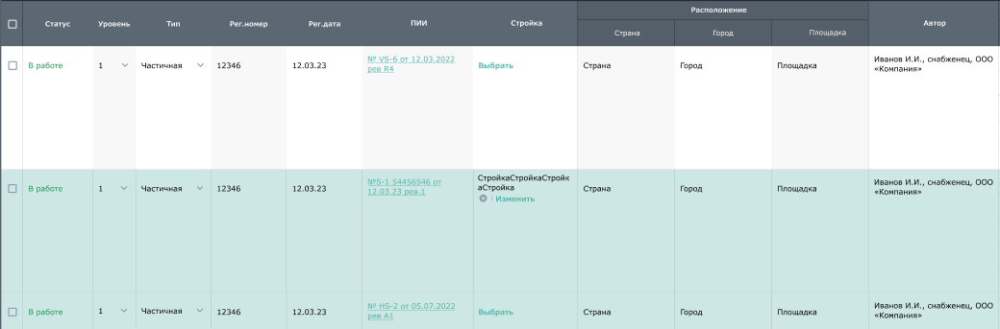 Статус Уровень Тип Рег.номер Рег.дата ПИИ Стройка Расположение Автор
Страна Город Площадка
В работе 1 Частичная 12346 12.03.23 № VS-6 от 12.03.2022 Выбрать Страна Город Площадка Иванов И.И., снабженец, ООО
рев R4 «Компания»
В работе 1 Частичная 12346 12.03.23 №S-1 54456546 от СтройкаСтройкаСтройк Страна Город Площадка Иванов И.И., снабженец, ООО
12.03.23 рев.1 аСтройка «Компания»
Изменить
В работе 1 Частичная 12346 12.03.23 № HS-2 от 05.07.2022 Выбрать Страна Город Площадка Иванов И.И., снабженец, ООО
рев А1 «Компания»